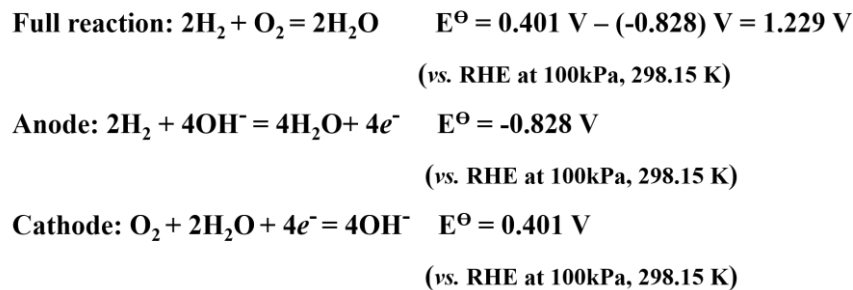 Full reaction: 2H₂ + O₂ = 2H₂O E⊖ = 0.401 V – (-0.828) V = 1.229 V
(vs. RHE at 100kPa, 298.15 K)
Anode: 2H₂ + 4OH⁻ = 4H₂O+ 4e⁻ E⊖ = -0.828 V
(vs. RHE at 100kPa, 298.15 K)
Cathode: O₂ + 2H₂O + 4e⁻ = 4OH⁻ E⊖ = 0.401 V
(vs. RHE at 100kPa, 298.15 K)